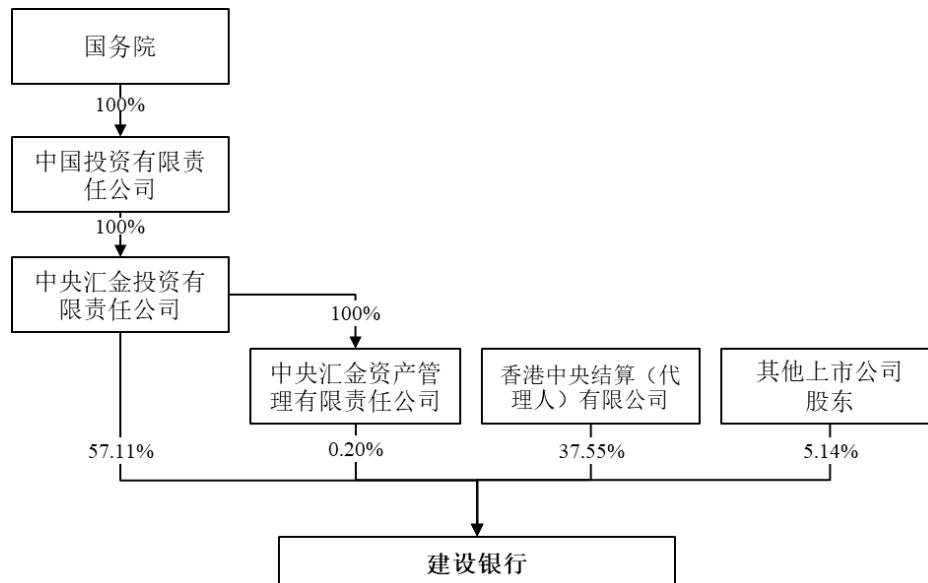 国务院
100%
中国投资有限责
任公司
100%
中央汇金投资有
限责任公司
100%
中央汇金资产管
理有限责任公司
香港中央结算（代
理人）有限公司
其他上市公司
股东
57.11%
0.20%
37.55%
5.14%
建设银行